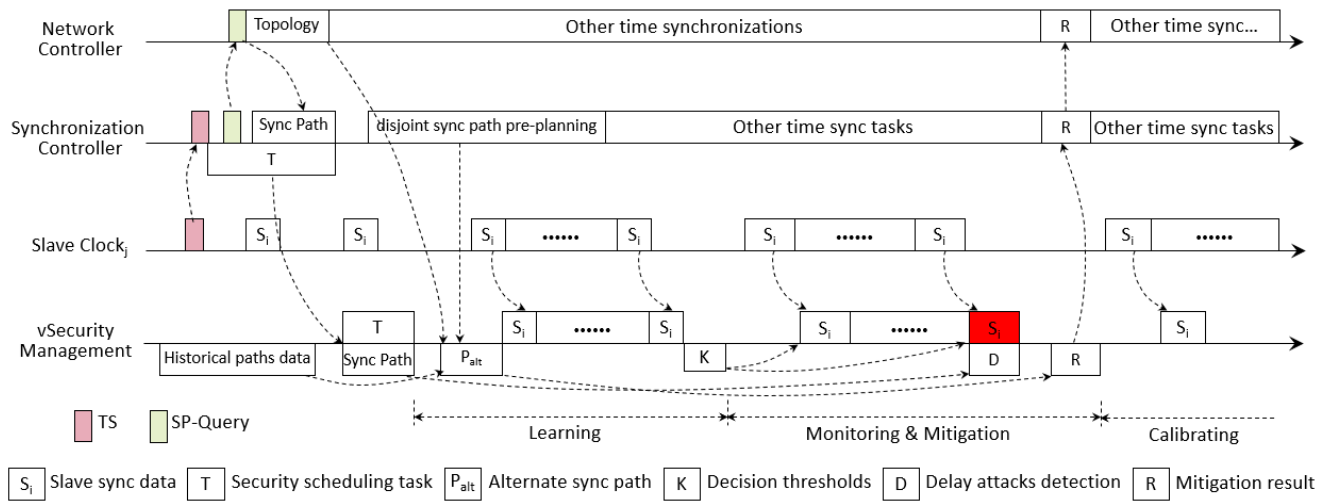 Network
Controller
Topology
Other time synchronizations
R
Other time sync...
Synchronization
Controller
Sync Path
disjoint sync path pre-planning
Other time sync tasks
R
Other time sync tasks
T
Slave Clockj
Si
Si
Si
......
Si
Si
......
Si
Si
......
vSecurity
Management
T
Si
......
Si
Si
......
Si
Si
Historical paths data
Sync Path
Palt
K
D
R
TS
SP-Query
Learning
Monitoring & Mitigation
Calibrating
Si Slave sync data
T Security scheduling task
Palt Alternate sync path
K Decision thresholds
D Delay attacks detection
R Mitigation result